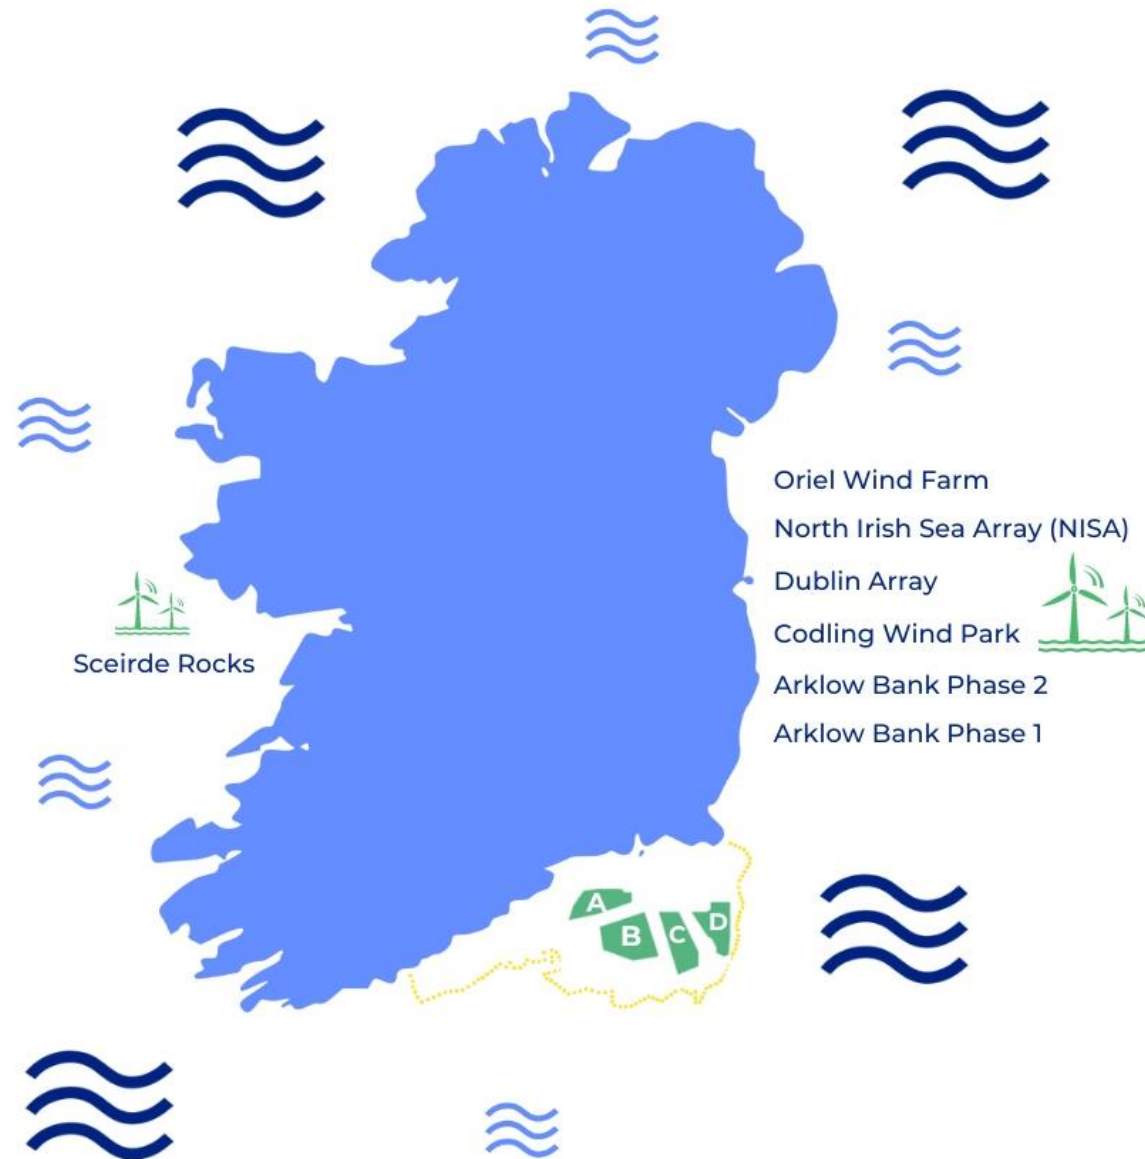 Oriel Wind Farm
North Irish Sea Array (NISA)
Dublin Array
Codling Wind Park
Sceirde Rocks
Arklow Bank Phase 2
Arklow Bank Phase 1
A
B
C
D